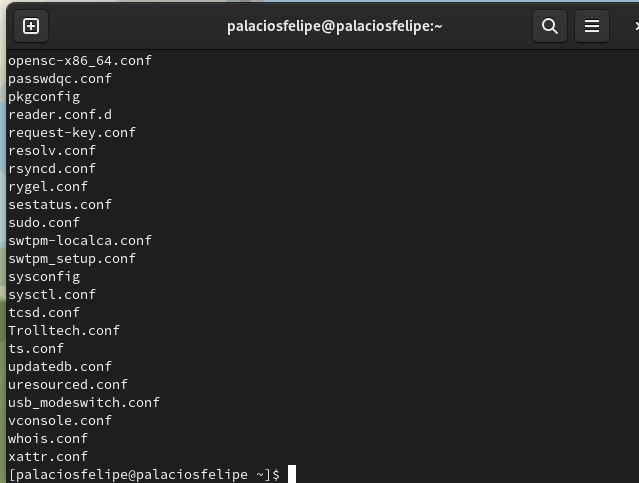 palaciosfelipe@palaciosfelipe:~
opensc-x86_64.conf
passwdqc.conf
pkgconfig
reader.conf.d
request-key.conf
resolv.conf
rsyncd.conf
rygel.conf
sestatus.conf
sudo.conf
swtpm-localca.conf
swtpm_setup.conf
sysconfig
sysctl.conf
tcsd.conf
Trolltech.conf
ts.conf
updatedb.conf
uresourced.conf
usb_modeswitch.conf
vconsole.conf
whois.conf
xattr.conf
[palaciosfelipe@palaciosfelipe ~]$